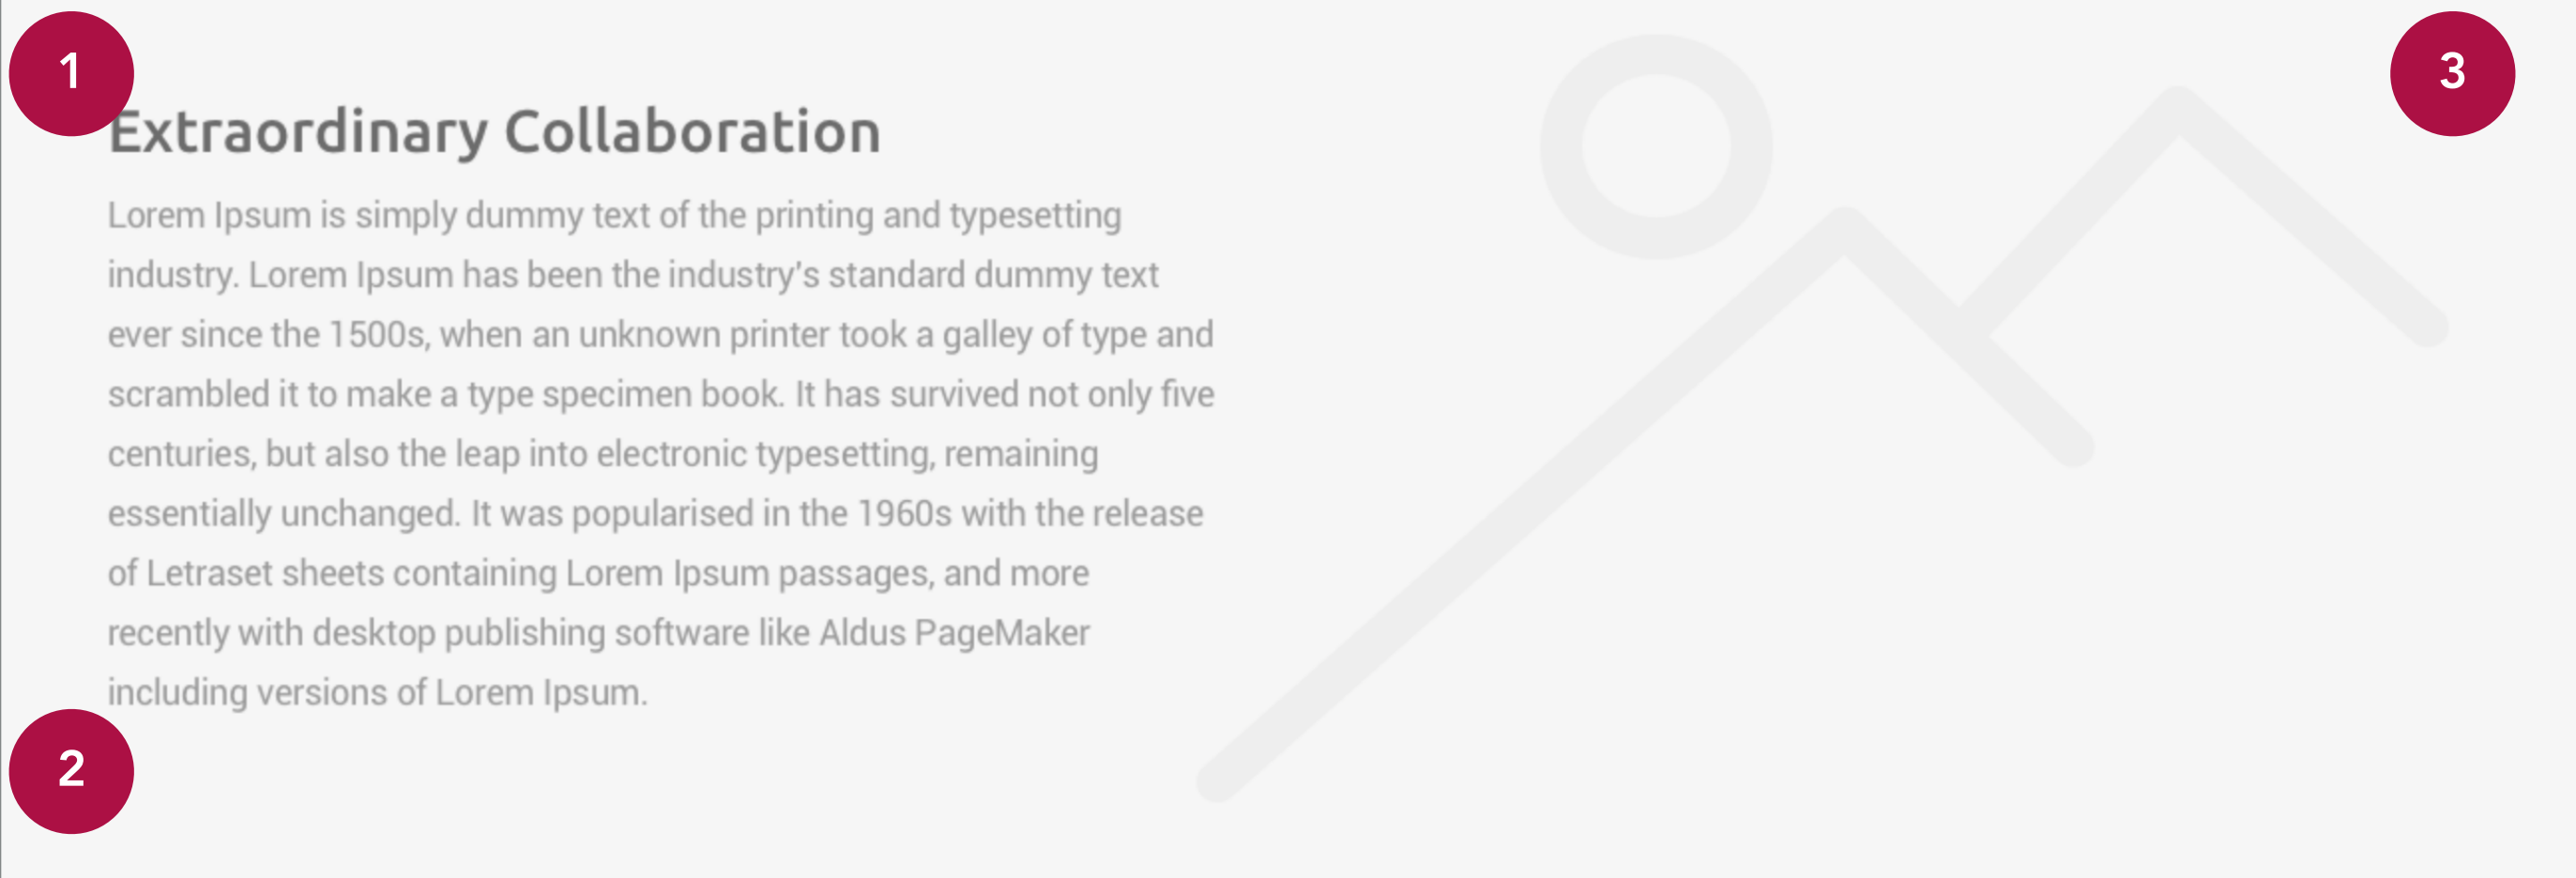 1
3
Extraordinary Collaboration
Lorem Ipsum is simply dummy text of the printing and typesetting
industry. Lorem Ipsum has been the industry's standard dummy text
ever since the 1500s, when an unknown printer took a galley of type and
scrambled it to make a type specimen book. It has survived not only five
centuries, but also the leap into electronic typesetting, remaining
essentially unchanged. It was popularised in the 1960s with the release
of Letraset sheets containing Lorem Ipsum passages, and more
recently with desktop publishing software like Aldus PageMaker
including versions of Lorem Ipsum.
2